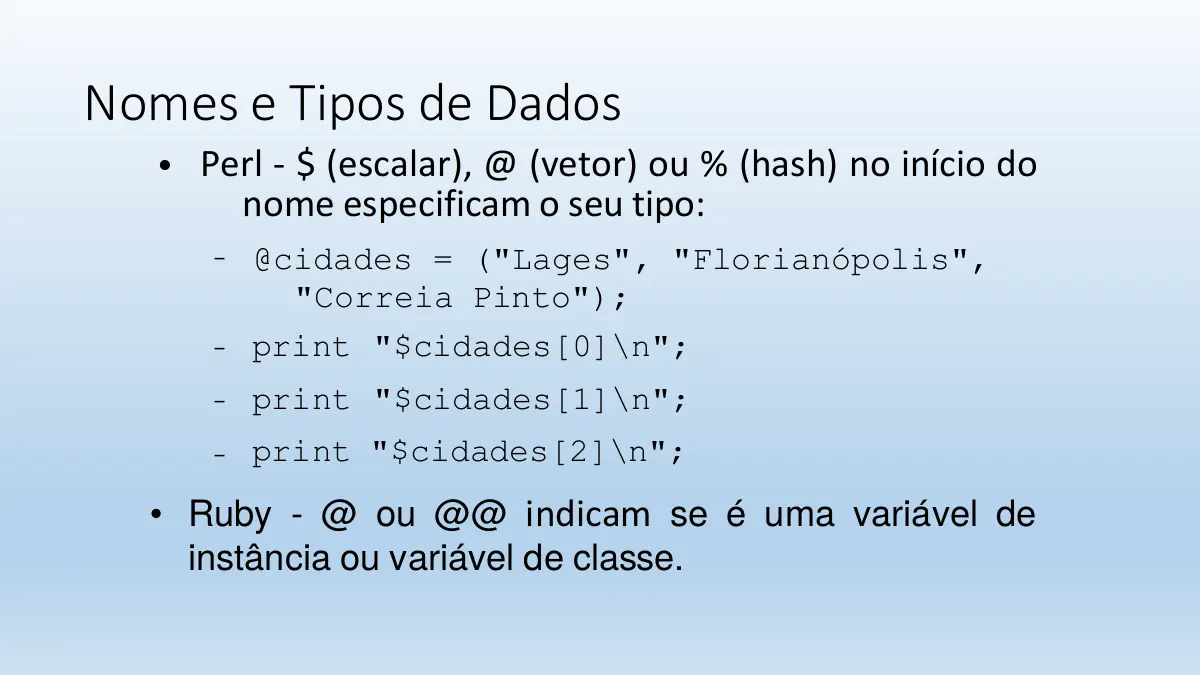 Nomes e Tipos de Dados
• Perl - $ (escalar), @ (vetor) ou % (hash) no início do
nome especificam o seu tipo:
- @cidades = ("Lages", "Florianópolis",
"Correia Pinto");
- print "$cidades[0]\n";
- print "$cidades[1]\n";
- print "$cidades[2]\n";
• Ruby - @ ou @@ indicam se é uma variável de
instância ou variável de classe.